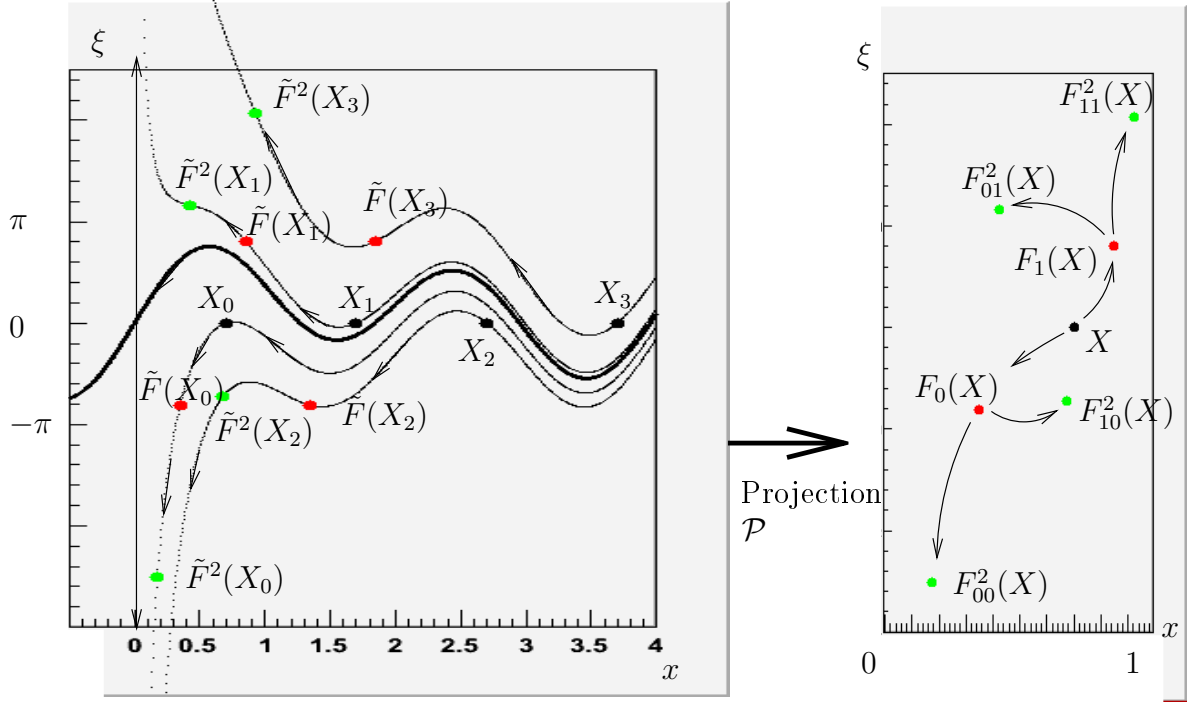 ξ
F̃²(X₃)
F̃²(X₁)
F̃(X₃)
F̃(X₁)
π
X₀
X₁
X₃
0
X₂
F̃(X₀)
F̃²(X₂)
F̃(X₂)
−π
F̃²(X₀)
0 0.5 1 1.5 2 2.5 3 3.5 4
x
Projection
𝒫
ξ
F²₁₁(X)
F²₀₁(X)
F₁(X)
X
F₀(X)
F²₁₀(X)
F²₀₀(X)
x
0 1